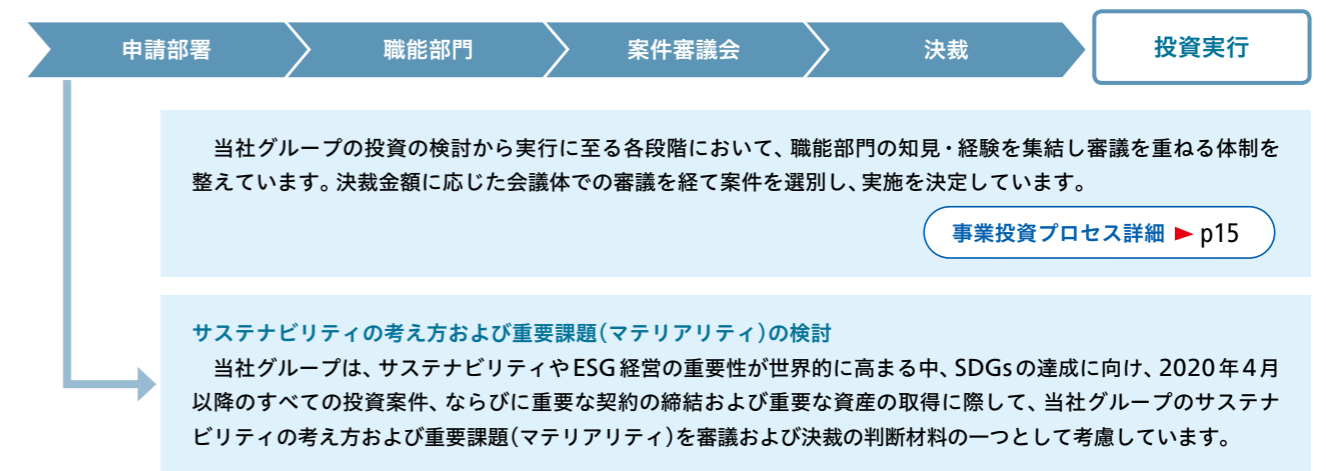 申請部署
職能部門
案件審議会
決裁
投資実行
当社グループの投資の検討から実行に至る各段階において、職能部門の知見・経験を集結し審議を重ねる体制を
整えています。決裁金額に応じた会議体での審議を経て案件を選別し、実施を決定しています。
事業投資プロセス詳細 ▶ p15
サステナビリティの考え方および重要課題（マテリアリティ）の検討
当社グループは、サステナビリティやESG経営の重要性が世界的に高まる中、SDGsの達成に向け、2020年4月
以降のすべての投資案件、ならびに重要な契約の締結および重要な資産の取得に際して、当社グループのサステナ
ビリティの考え方および重要課題（マテリアリティ）を審議および決裁の判断材料の一つとして考慮しています。